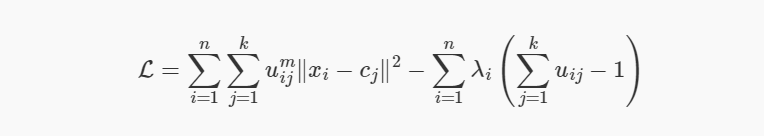 $\mathcal{L} = \sum_{i=1}^{n} \sum_{j=1}^{k} u_{ij}^{m} \| x_i - c_j \|^2 - \sum_{i=1}^{n} \lambda_i \left( \sum_{j=1}^{k} u_{ij} - 1 \right)$